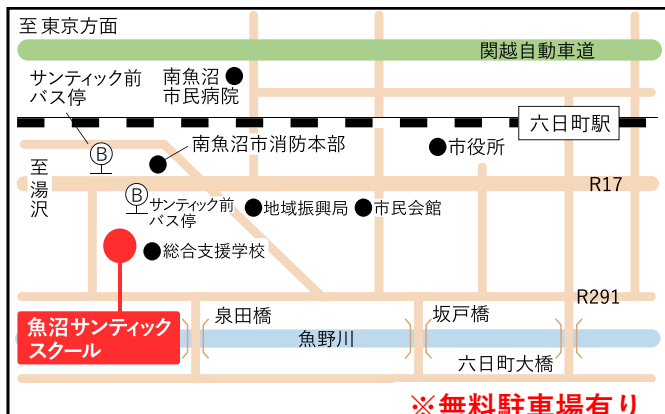 至 東京方面
関越自動車道
サンティック前
バス停
南魚沼
市民病院
六日町駅
B
南魚沼市消防本部
市役所
至
湯
沢
R17
B
サンティック前
バス停
地域振興局
市民会館
総合支援学校
R291
魚沼サンティック
スクール
泉田橋
坂戸橋
魚野川
六日町大橋
※無料駐車場有り